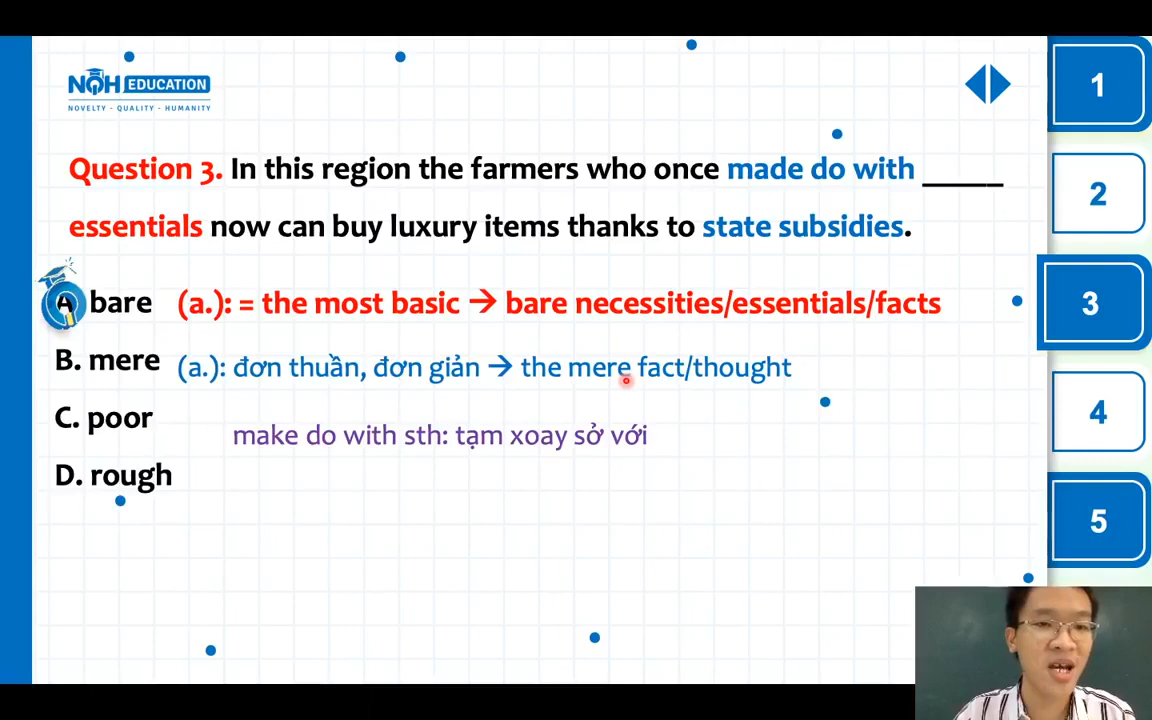 NQH EDUCATION
NOVELTY - QUALITY - HUMANITY
Question 3. In this region the farmers who once made do with _____
essentials now can buy luxury items thanks to state subsidies.
A bare (a.): = the most basic → bare necessities/essentials/facts
B. mere (a.): đơn thuần, đơn giản → the mere fact/thought
C. poor
make do with sth: tạm xoay sở với
D. rough
1
2
3
4
5